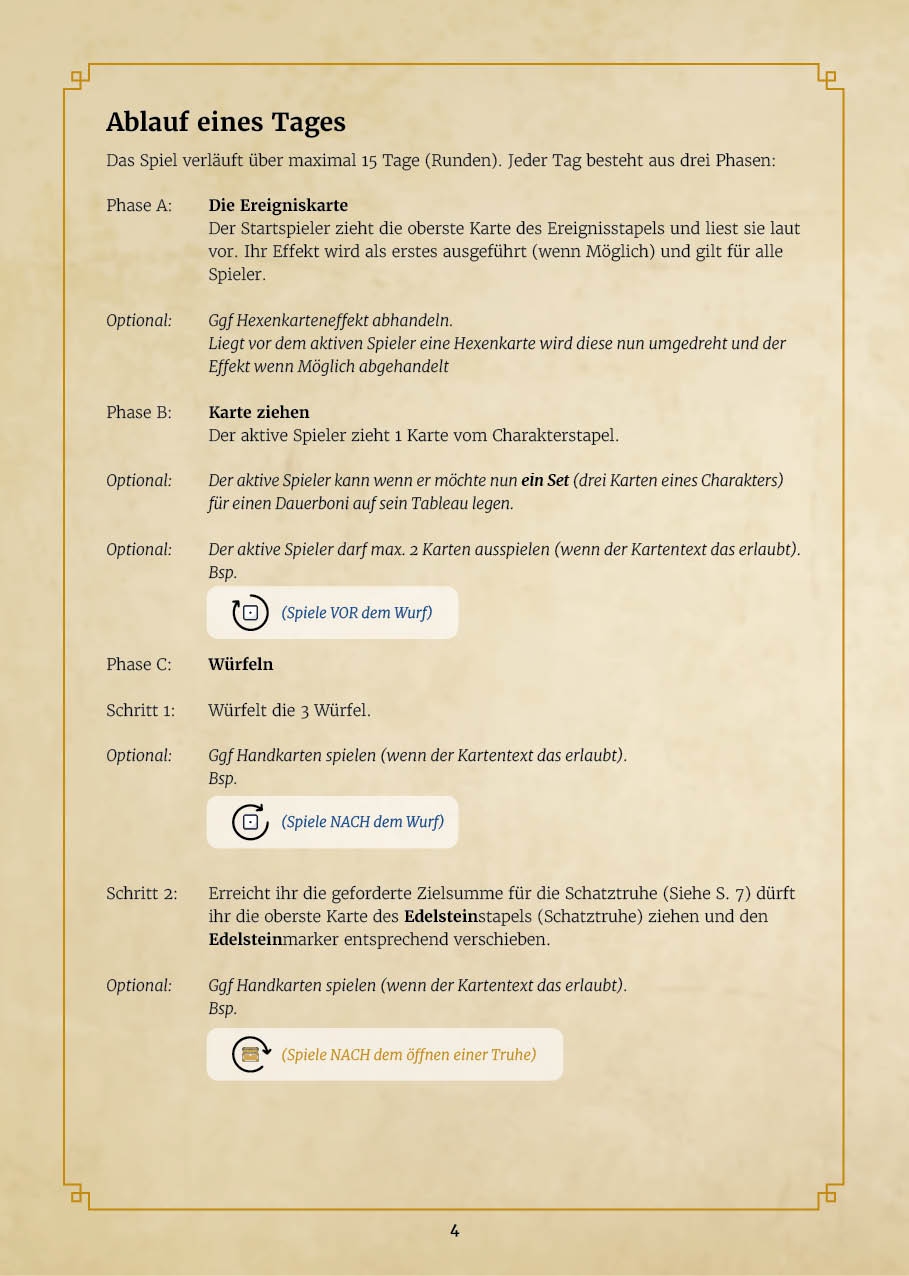 Ablauf eines Tages
Das Spiel verläuft über maximal 15 Tage (Runden). Jeder Tag besteht aus drei Phasen:
Phase A: Die Ereigniskarte
Der Startspieler zieht die oberste Karte des Ereignisstapels und liest sie laut
vor. Ihr Effekt wird als erstes ausgeführt (wenn Möglich) und gilt für alle
Spieler.
Optional: Ggf Hexenkarteneffekt abhandeln.
Liegt vor dem aktiven Spieler eine Hexenkarte wird diese nun umgedreht und der
Effekt wenn Möglich abgehandelt
Phase B: Karte ziehen
Der aktive Spieler zieht 1 Karte vom Charakterstapel.
Optional: Der aktive Spieler kann wenn er möchte nun ein Set (drei Karten eines Charakters)
für einen Dauerboni auf sein Tableau legen.
Optional: Der aktive Spieler darf max. 2 Karten ausspielen (wenn der Kartentext das erlaubt).
Bsp.
(Spiele VOR dem Wurf)
Phase C: Würfeln
Schritt 1: Würfelt die 3 Würfel.
Optional: Ggf Handkarten spielen (wenn der Kartentext das erlaubt).
Bsp.
(Spiele NACH dem Wurf)
Schritt 2: Erreicht ihr die geforderte Zielsumme für die Schatztruhe (Siehe S. 7) dürft
ihr die oberste Karte des Edelsteinstapels (Schatztruhe) ziehen und den
Edelsteinmarker entsprechend verschieben.
Optional: Ggf Handkarten spielen (wenn der Kartentext das erlaubt).
Bsp.
(Spiele NACH dem öffnen einer Truhe)
4